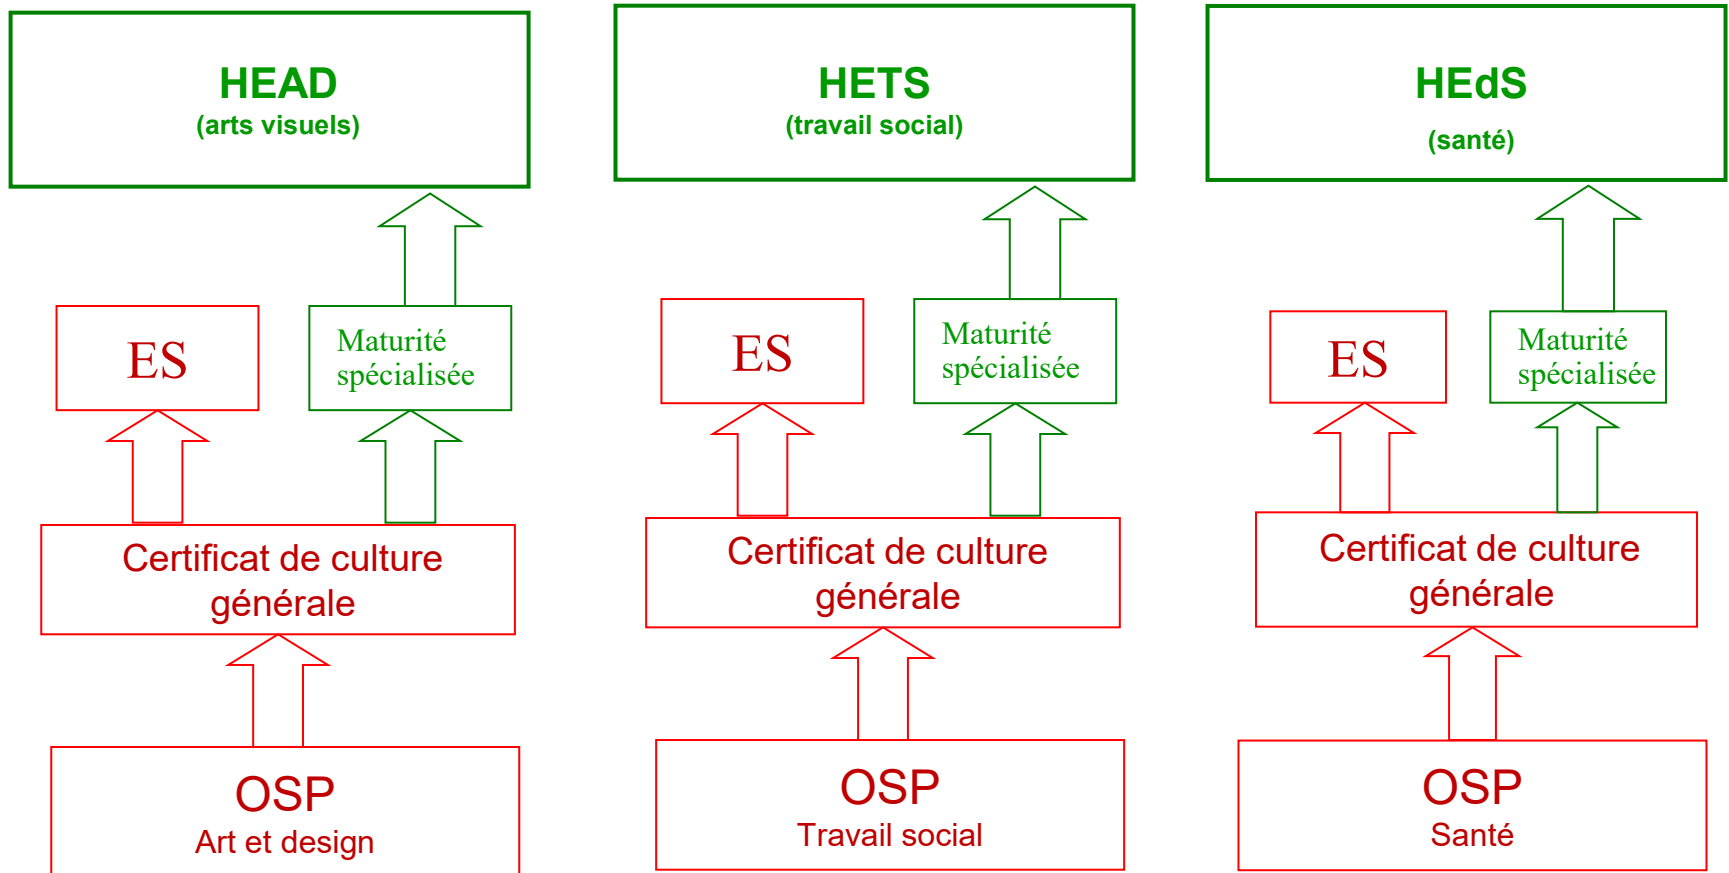 HEAD
(arts visuels)
ES
Maturité
spécialisée
Certificat de culture
générale
OSP
Art et design
HETS
(travail social)
ES
Maturité
spécialisée
Certificat de culture
générale
OSP
Travail social
HEdS
(santé)
ES
Maturité
spécialisée
Certificat de culture
générale
OSP
Santé